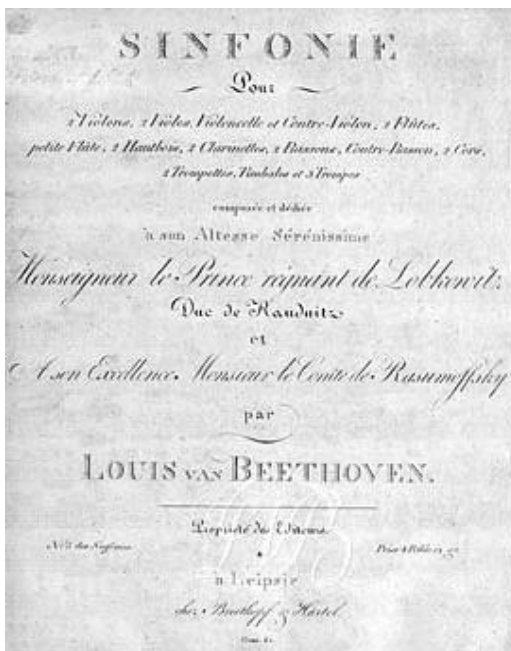 SINFONIE
Pour
2 Violons, 2 Violes, Violoncelle et Contre-Violon, 2 Flûtes,
petite Flûte, 2 Hautbois, 2 Clarinettes, 2 Bassons, Contre-Basson, 2 Cors,
2 Trompettes, Timbales et 3 Trompes
composée et dediée
à son Altesse Sérénissime
Monseigneur le Prince régnant de Lobkowitz
Duc de Raudnitz
et
A son Excellence Monsieur le Comte de Rasumoffsky
par
LOUIS VAN BEETHOVEN.
Propriété des Editeurs.
des Sinfonies.
à Leipsic
chez Breitkopf & Härtel